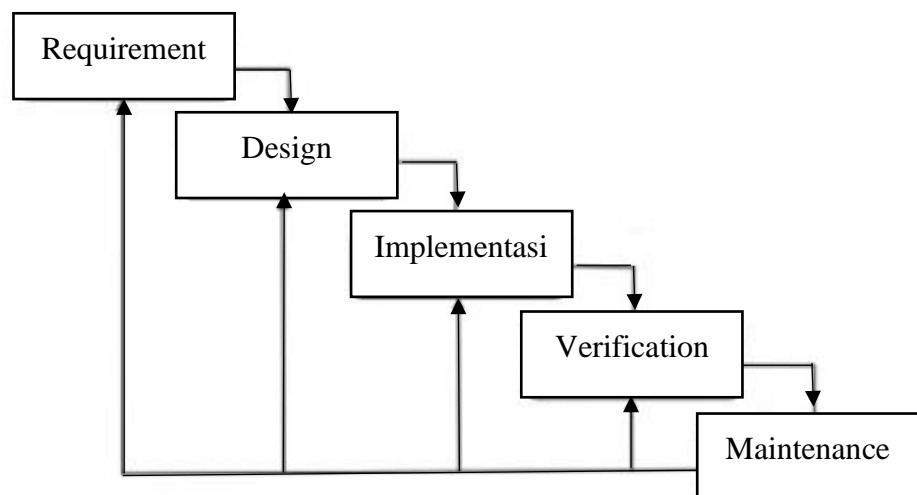 Requirement
Design
Implementasi
Verification
Maintenance